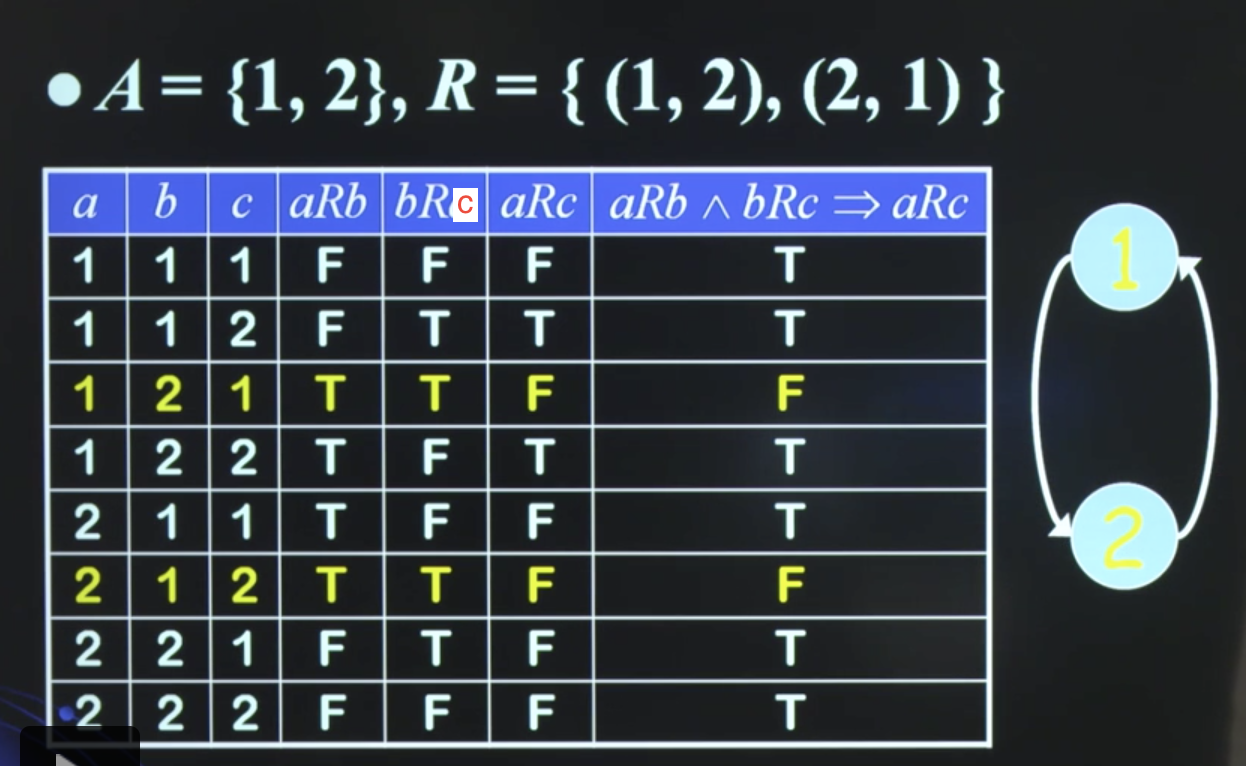 ● A = {1, 2}, R = { (1, 2), (2, 1) }
a b c aRb bRc aRc aRb ∧ bRc ⇒ aRc
1 1 1 F F F T
1 1 2 F T T T
1 2 1 T T F F
1 2 2 T F T T
2 1 1 T F F T
2 1 2 T T F F
2 2 1 F T F T
2 2 2 F F F T
1
2